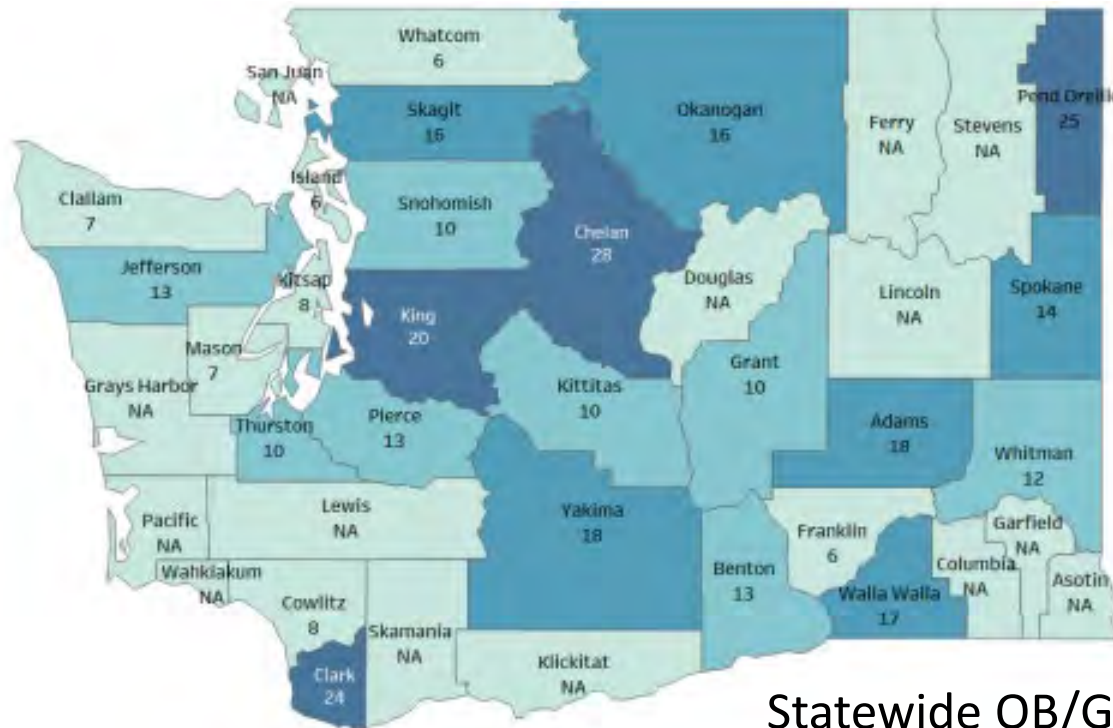 Whatcom
6
San Juan
NA
Skagit
16
Okanogan
16
Ferry
NA
Stevens
NA
Pend Oreille
25
Island
6
Clallam
7
Snohomish
10
Chelan
28
Jefferson
13
Kitsap
8
Douglas
NA
Lincoln
NA
Spokane
14
King
20
Mason
7
Grant
10
Grays Harbor
NA
Kittitas
10
Pierce
13
Thurston
10
Adams
18
Whitman
12
Lewis
NA
Yakima
18
Pacific
NA
Franklin
6
Garfield
NA
Columbia
NA
Asotin
NA
Wahkiakum
NA
Benton
13
Walla Walla
17
Cowlitz
8
Skamania
NA
Klickitat
NA
Clark
24
Statewide OB/G